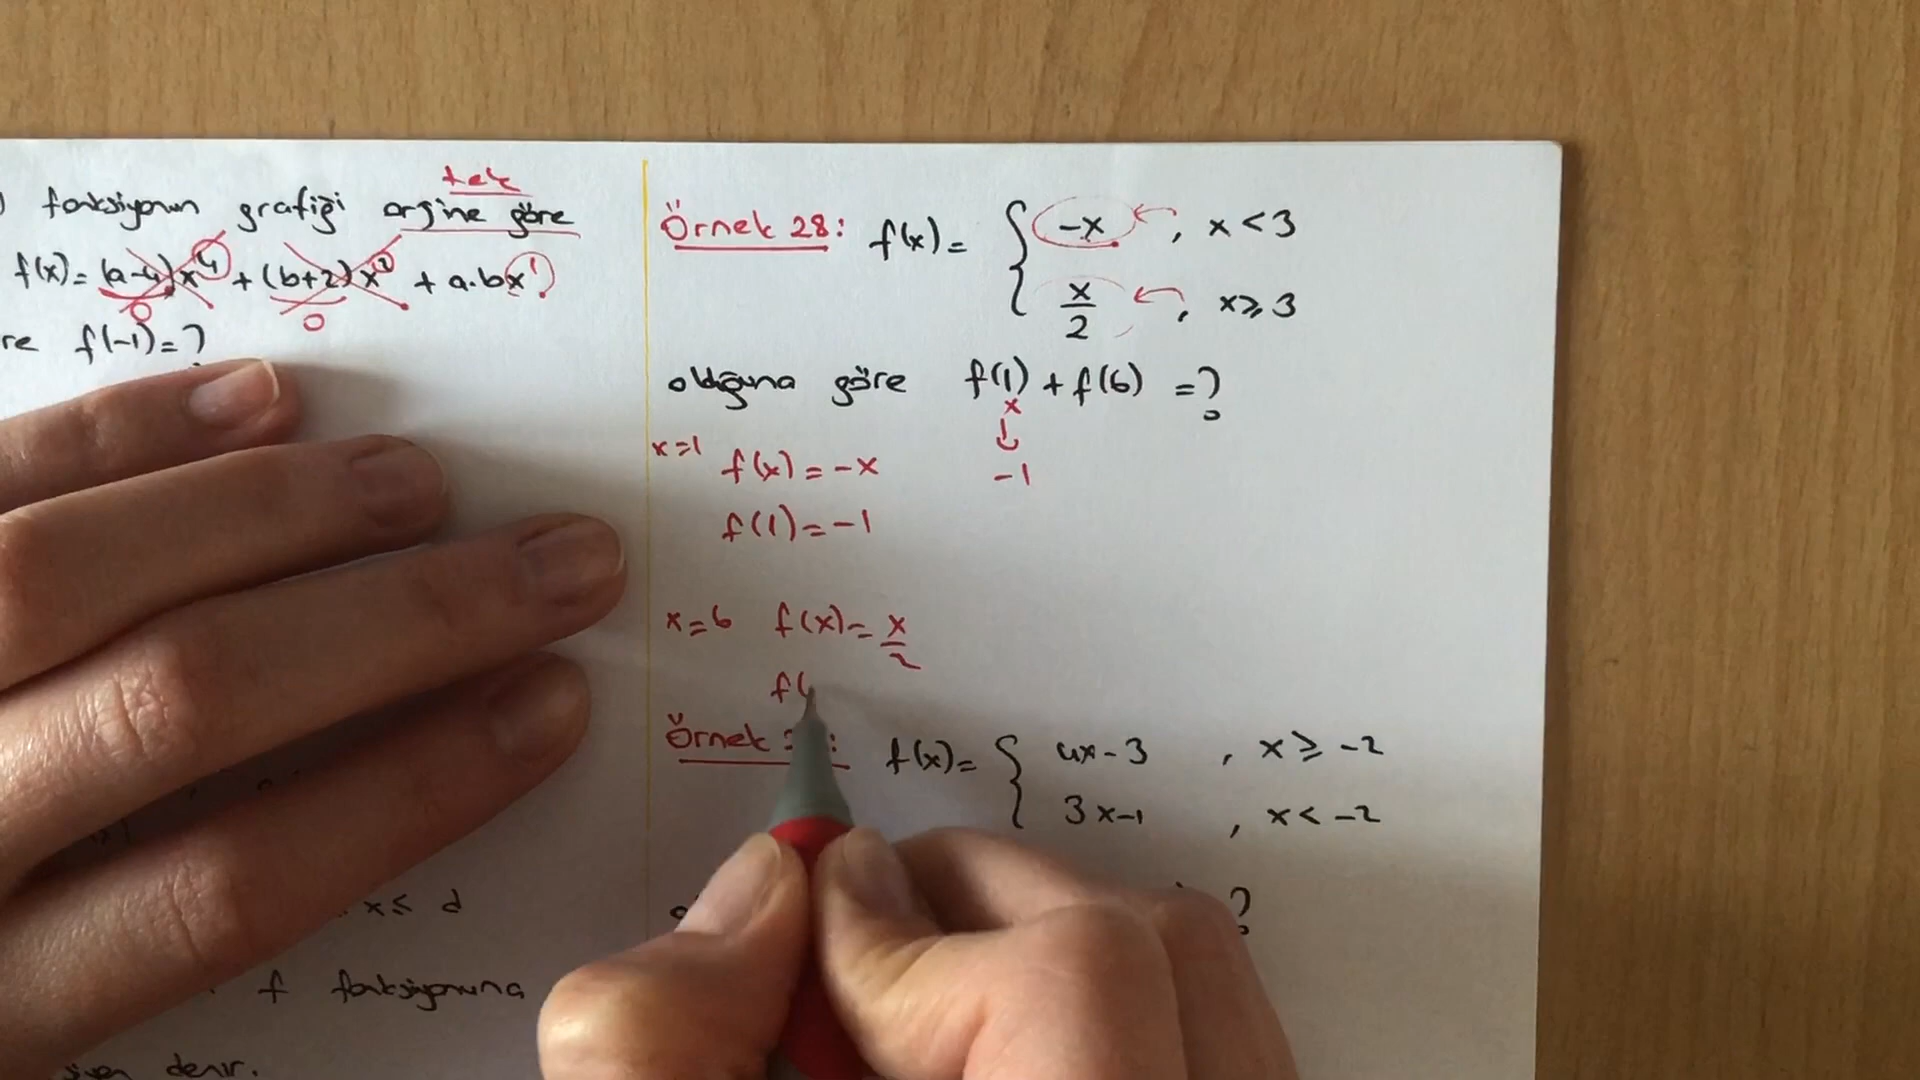 tek
fonksiyonun grafiği orjine göre
f(x)=(a-4)x⁴+(b+2)x²+a.bx¹
0 0
re f(-1)=?
x≤ d
f fonksiyonuna
denir.
Örnek 28: f(x)= { -x , x<3
x/2 , x≥3
olduğuna göre f(1)+f(6)=?
x
x=1 f(x)=-x -1
f(1)=-1
x=6 f(x)=x/2
f(
Örnek : f(x)= { 4x-3 , x≥-2
3x-1 , x<-2
?